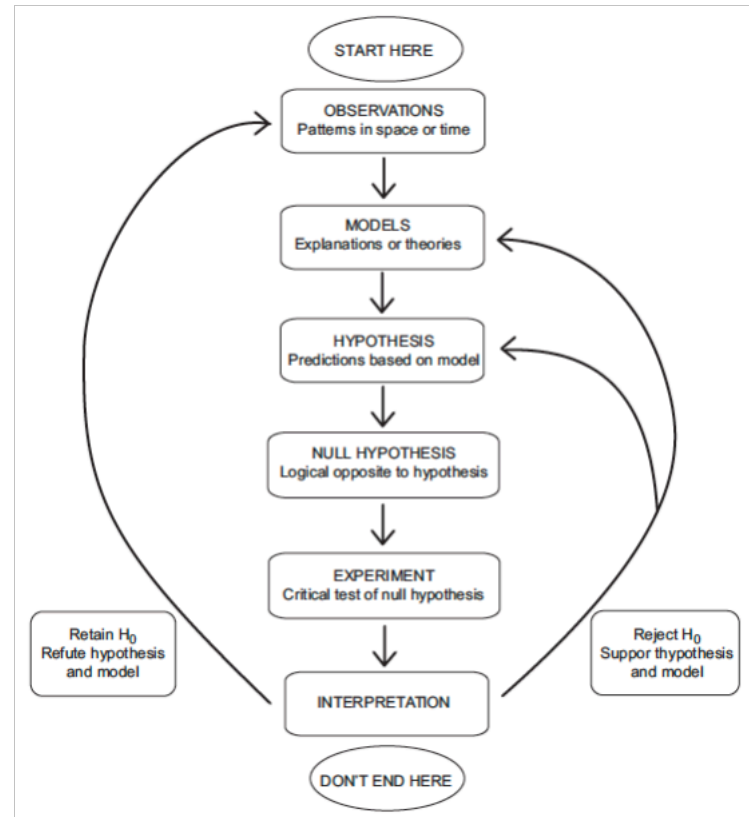 START HERE
OBSERVATIONS
Patterns in space or time
MODELS
Explanations or theories
HYPOTHESIS
Predictions based on model
NULL HYPOTHESIS
Logical opposite to hypothesis
EXPERIMENT
Critical test of null hypothesis
Retain H₀
Refute hypothesis
and model
Reject H₀
Suppor thypothesis
and model
INTERPRETATION
DON'T END HERE